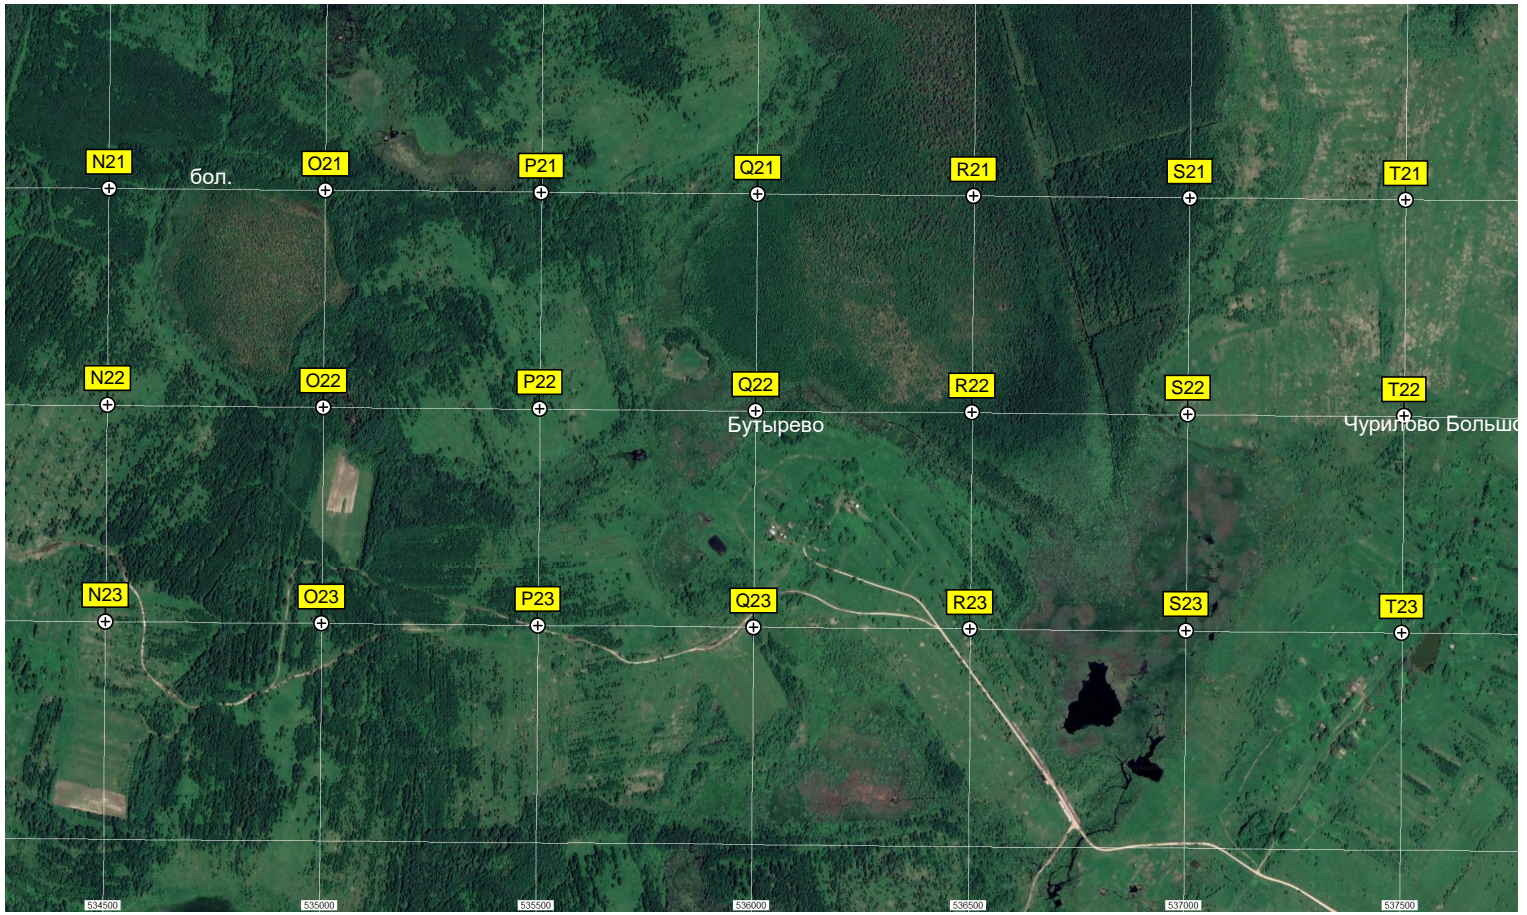 N21 O21 P21 Q21 R21 S21 T21
бол.
N22 O22 P22 Q22 R22 S22 T22
Бутырево Чурилово Большо
N23 O23 P23 Q23 R23 S23 T23
534500 535000 535500 536000 536500 537000 537500